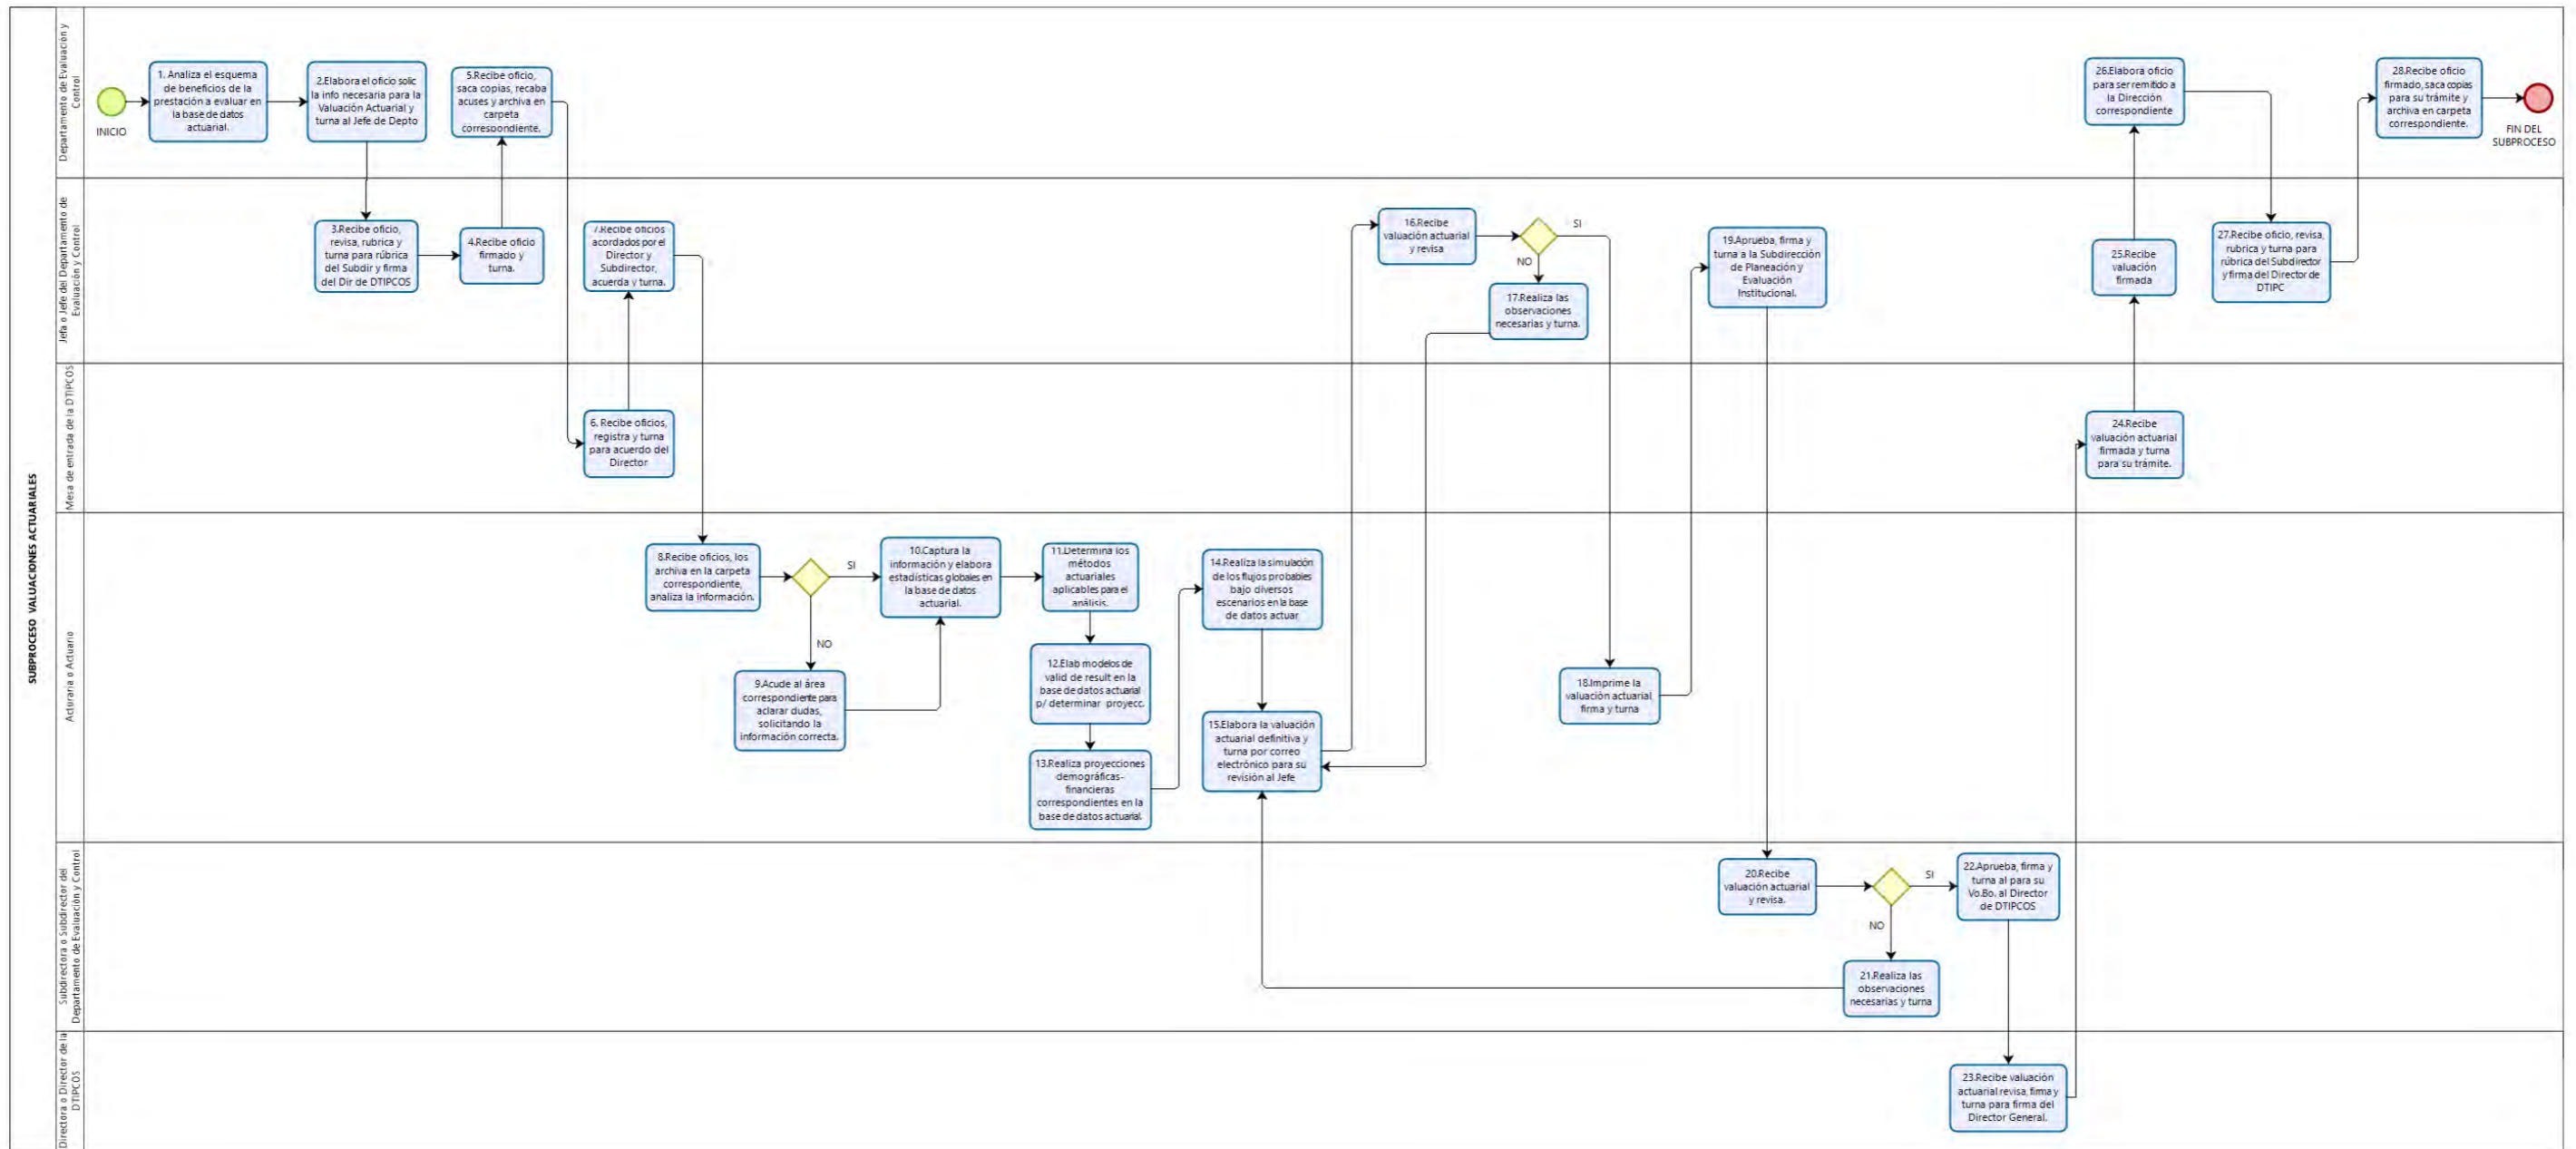 SUBPROCESO VALUACIONES ACTUARIALES
Departamento de Evaluación y
Control
INICIO
1. Analiza el esquema
de beneficios de la
prestación a evaluar en
la base de datos
actuarial.
2.Elabora el oficio solic
la info necesaria para la
Valuación Actuarial y
turna al Jefe de Depto
5.Recibe oficio,
saca copias, recaba
acuses y archiva en
carpeta
correspondiente.
26.Elabora oficio
para ser remitido a
la Dirección
correspondiente
28.Recibe oficio
firmado, saca copias
para su trámite y
archiva en carpeta
correspondiente.
FIN DEL
SUBPROCESO
Jefa o Jefe del Departamento de
Evaluación y Control
3.Recibe oficio,
revisa, rubrica y
turna para rúbrica
del Subdir y firma
del Dir de DTIPCOS
4.Recibe oficio
firmado y
turna.
7.Recibe oficios
acordados por el
Director y
Subdirector,
acuerda y turna.
16.Recibe
valuación actuarial
y revisa
SI
NO
17.Realiza las
observaciones
necesarias y turna.
19.Aprueba, firma y
turna a la Subdirección
de Planeación y
Evaluación
Institucional.
25.Recibe
valuación
firmada
27.Recibe oficio, revisa,
rubrica y turna para
rúbrica del Subdirector
y firma del Director de
DTIPC
Mesa de entrada de la DTIPCOS
6. Recibe oficios,
registra y turna
para acuerdo del
Director
24.Recibe
valuación actuarial
firmada y turna
para su trámite.
Acturaria o Actuario
8.Recibe oficios, los
archiva en la carpeta
correspondiente,
analiza la información.
SI
NO
9.Acude al área
correspondiente para
aclarar dudas,
solicitando la
información correcta.
10.Captura la
información y elabora
estadísticas globales en
la base de datos
actuarial.
11.Determina los
métodos
actuariales
aplicables para el
análisis.
12.Elab modelos de
valid de result en la
base de datos actuarial
p/ determinar proyecc.
13.Realiza proyecciones
demográficas-
financieras
correspondientes en la
base de datos actuarial.
14.Realiza la simulación
de los flujos probables
bajo diversos
escenarios en la base
de datos actuar
15.Elabora la valuación
actuarial definitiva y
turna por correo
electrónico para su
revisión al Jefe
18.Imprime la
valuación actuarial,
firma y turna
Subdirectora o Subdirector del
Departamento de Evaluación y Control
20.Recibe
valuación actuarial
y revisa.
SI
NO
21.Realiza las
observaciones
necesarias y turna
22.Aprueba, firma y
turna al para su
Vo.Bo. al Director
de DTIPCOS
Directora o Director de la
DTIPCOS
23.Recibe valuación
actuarial revisa, fima y
turna para firma del
Director General.